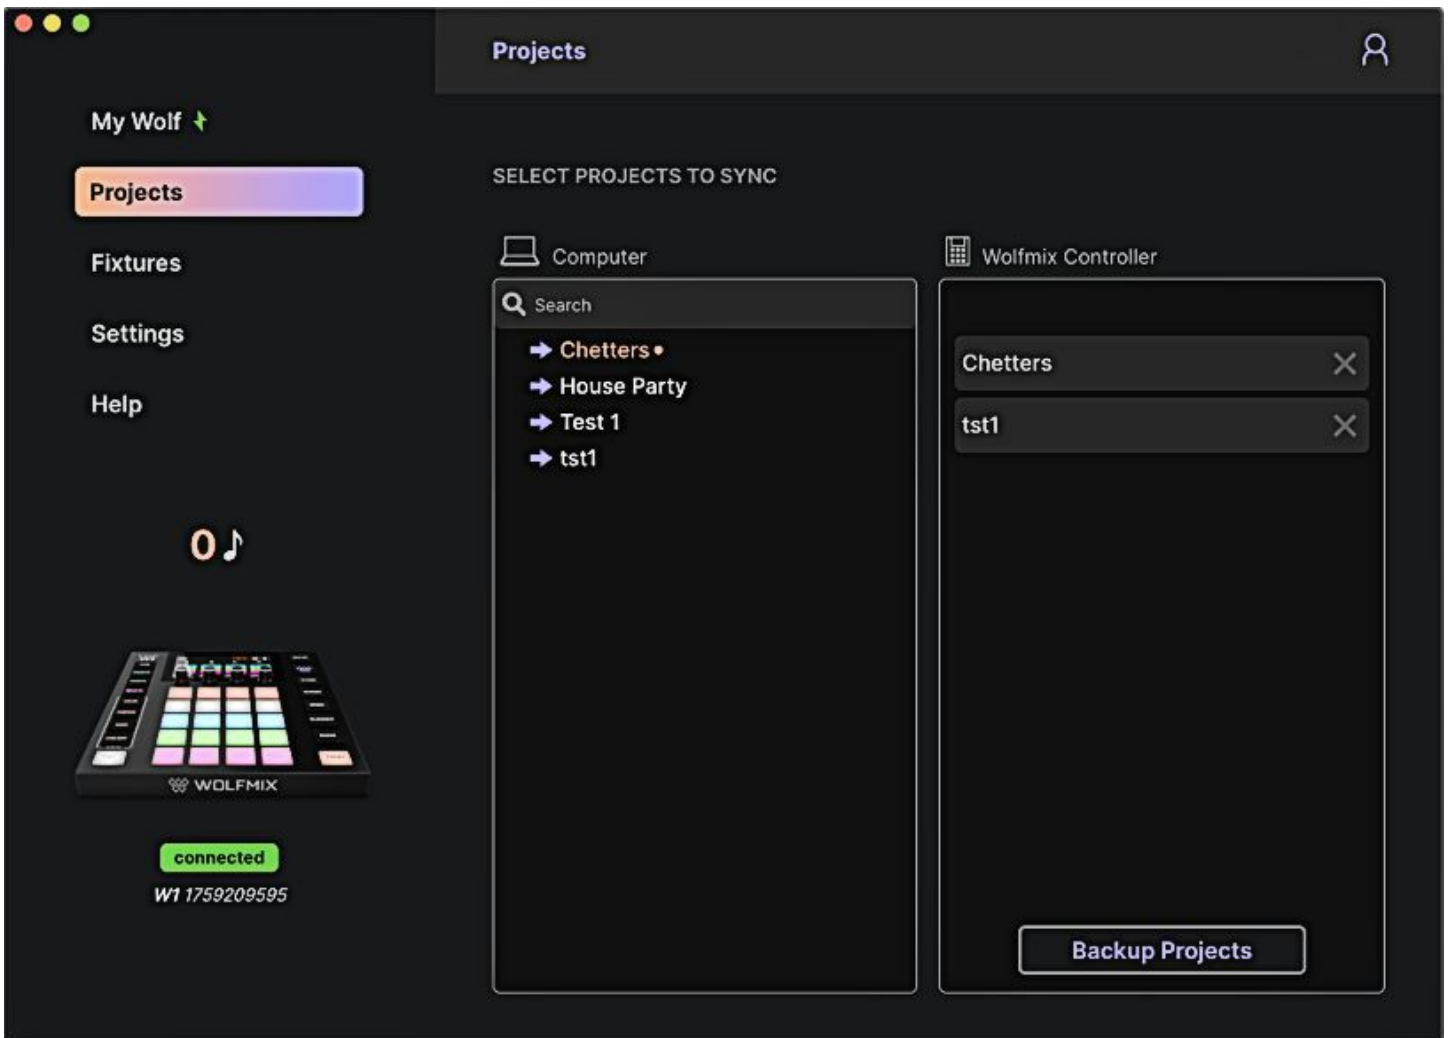 Projects
My Wolf
Projects
Fixtures
Settings
Help
0
WOLFMIX
connected
W1 1759209595
SELECT PROJECTS TO SYNC
Computer
Search
Chetters
House Party
Test 1
tst1
Wolfmix Controller
Chetters
tst1
Backup Projects